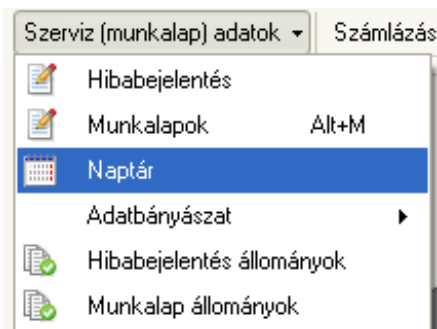 Szerviz (munkalap) adatok Számlázás
Hibabejelentés
Munkalapok Alt+M
Naptár
Adatbányászat
Hibabejelentés állományok
Munkalap állományok